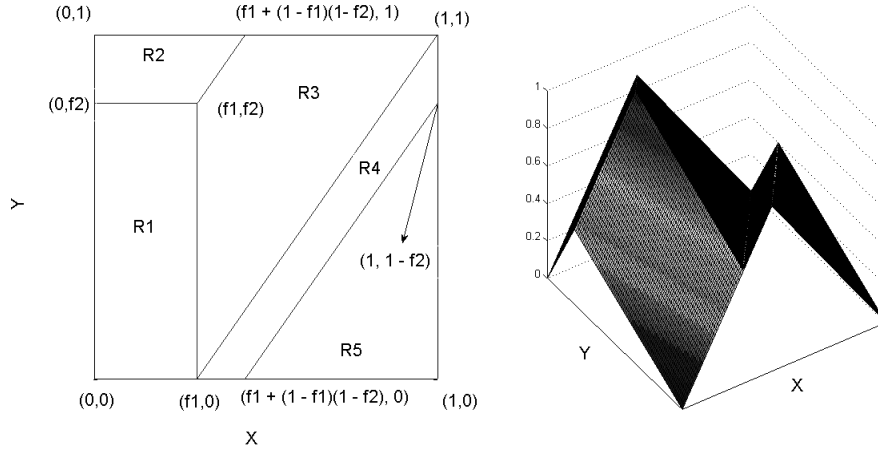 (0,1)
(f1 + (1 - f1)(1- f2), 1)
(1,1)
R2
R3
(0,f2)
(f1,f2)
R4
Y
R1
(1, 1 - f2)
R5
(0,0)
(f1,0)
(f1 + (1 - f1)(1- f2), 0)
(1,0)
X
1
0.8
0.6
0.4
0.2
0
Y
X